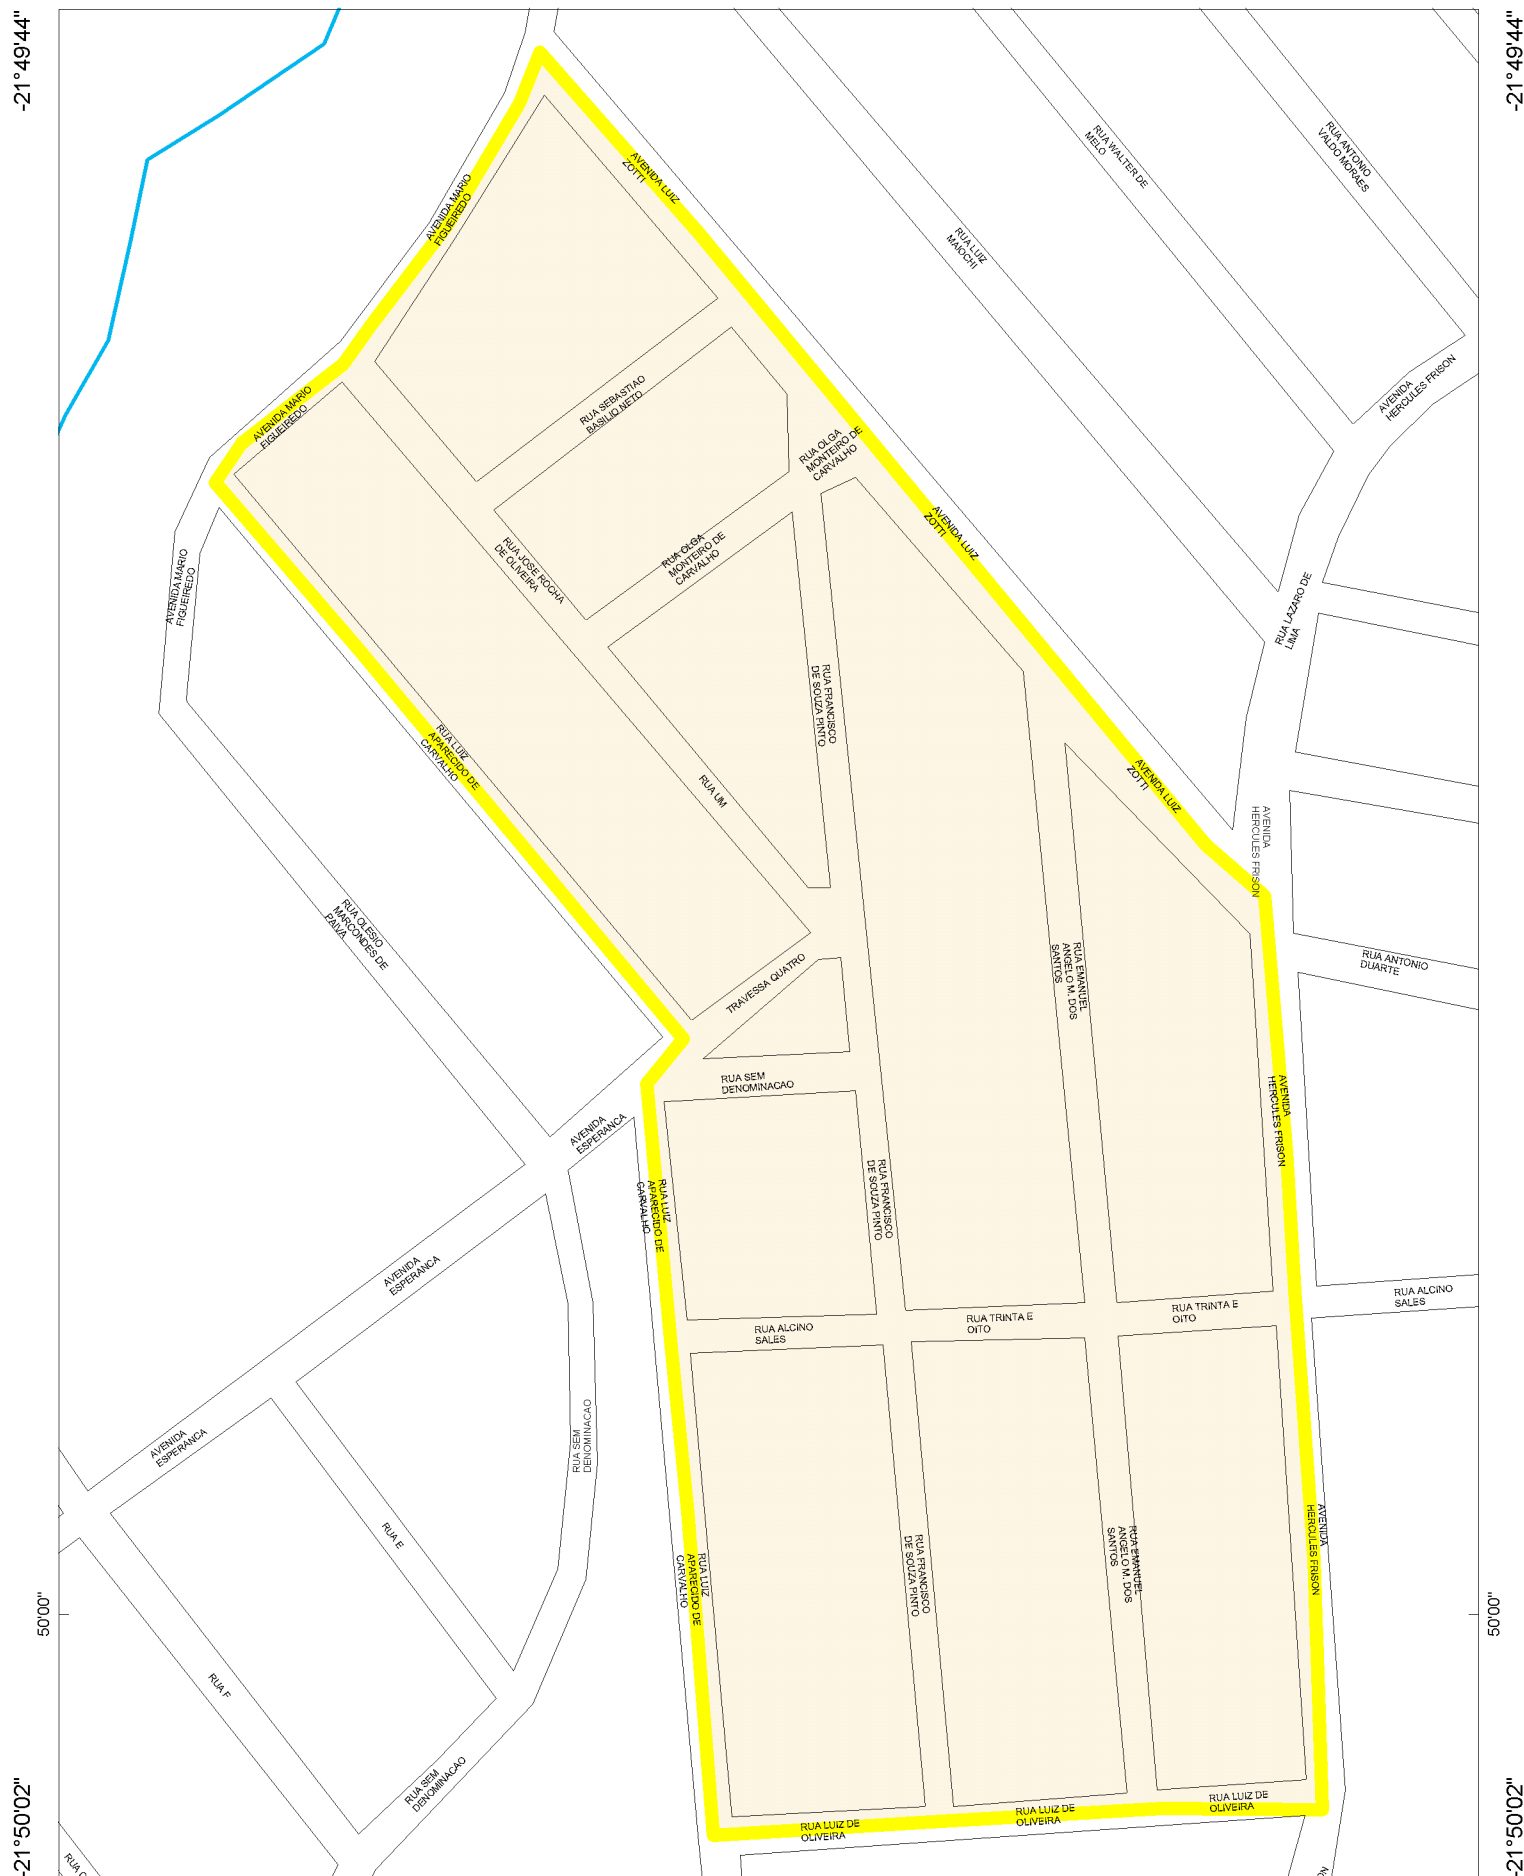 -21°49'44"
-21°49'44"
AVENIDA MARIO
FIGUEIREDO
AVENIDA LUIZ
ZOTTI
RUA WALTER DE
MELO
RUA ANTONIO
VALDO MORAES
RUA LUIZ
MAIOCHI
AVENIDA
HERCULES FRISON
AVENIDA MARIO
FIGUEIREDO
RUA SEBASTIAO
BASILIO NETO
RUA OLGA
MONTEIRO DE
CARVALHO
AVENIDA LUIZ
ZOTTI
RUA JOSE ROCHA
DE OLIVEIRA
RUA OLGA
MONTEIRO DE
CARVALHO
AVENIDA MARIO
FIGUEIREDO
RUA LAZARO DE
LIMA
RUA FRANCISCO
DE SOUZA PINTO
RUA LUIZ
APARECIDO DE
CARVALHO
RUA UM
AVENIDA LUIZ
ZOTTI
AVENIDA
HERCULES FRISON
RUA OLESIO
MARCONDES DE
PAIVA
TRAVESSA QUATRO
RUA EMANUEL
ANGELO M. DOS
SANTOS
RUA ANTONIO
DUARTE
RUA SEM
DENOMINACAO
AVENIDA
HERCULES FRISON
AVENIDA
ESPERANCA
RUA LUIZ
APARECIDO DE
CARVALHO
RUA FRANCISCO
DE SOUZA PINTO
AVENIDA
ESPERANCA
RUA ALCINO
SALES
RUA TRINTA E
OITO
RUA TRINTA E
OITO
RUA ALCINO
SALES
AVENIDA
ESPERANCA
RUA SEM
DENOMINACAO
RUA E
RUA LUIZ
APARECIDO DE
CARVALHO
RUA FRANCISCO
DE SOUZA PINTO
RUA EMANUEL
ANGELO M. DOS
SANTOS
AVENIDA
HERCULES FRISON
50'00"
50'00"
RUA F
RUA SEM
DENOMINACAO
RUA LUIZ DE
OLIVEIRA
RUA LUIZ DE
OLIVEIRA
RUA LUIZ DE
OLIVEIRA
-21°50'02"
-21°50'02"
RUA